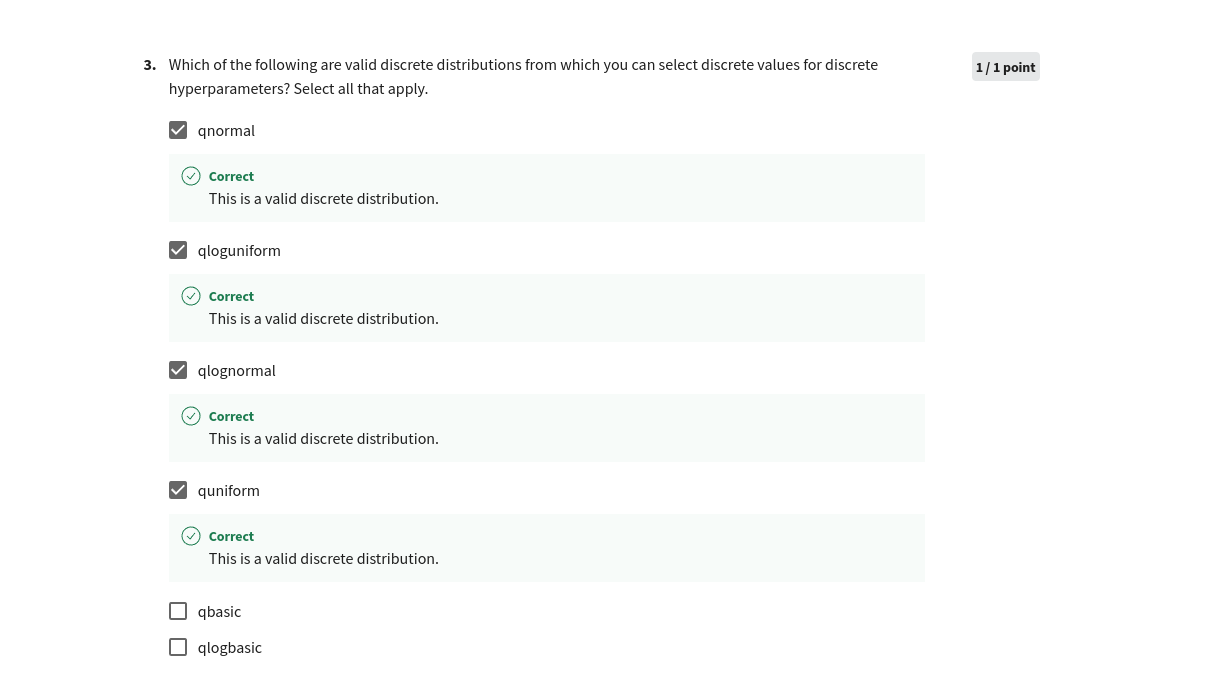 3. Which of the following are valid discrete distributions from which you can select discrete values for discrete
hyperparameters? Select all that apply.
1 / 1 point
qnormal
Correct
This is a valid discrete distribution.
qloguniform
Correct
This is a valid discrete distribution.
qlognormal
Correct
This is a valid discrete distribution.
quniform
Correct
This is a valid discrete distribution.
qbasic
qlogbasic